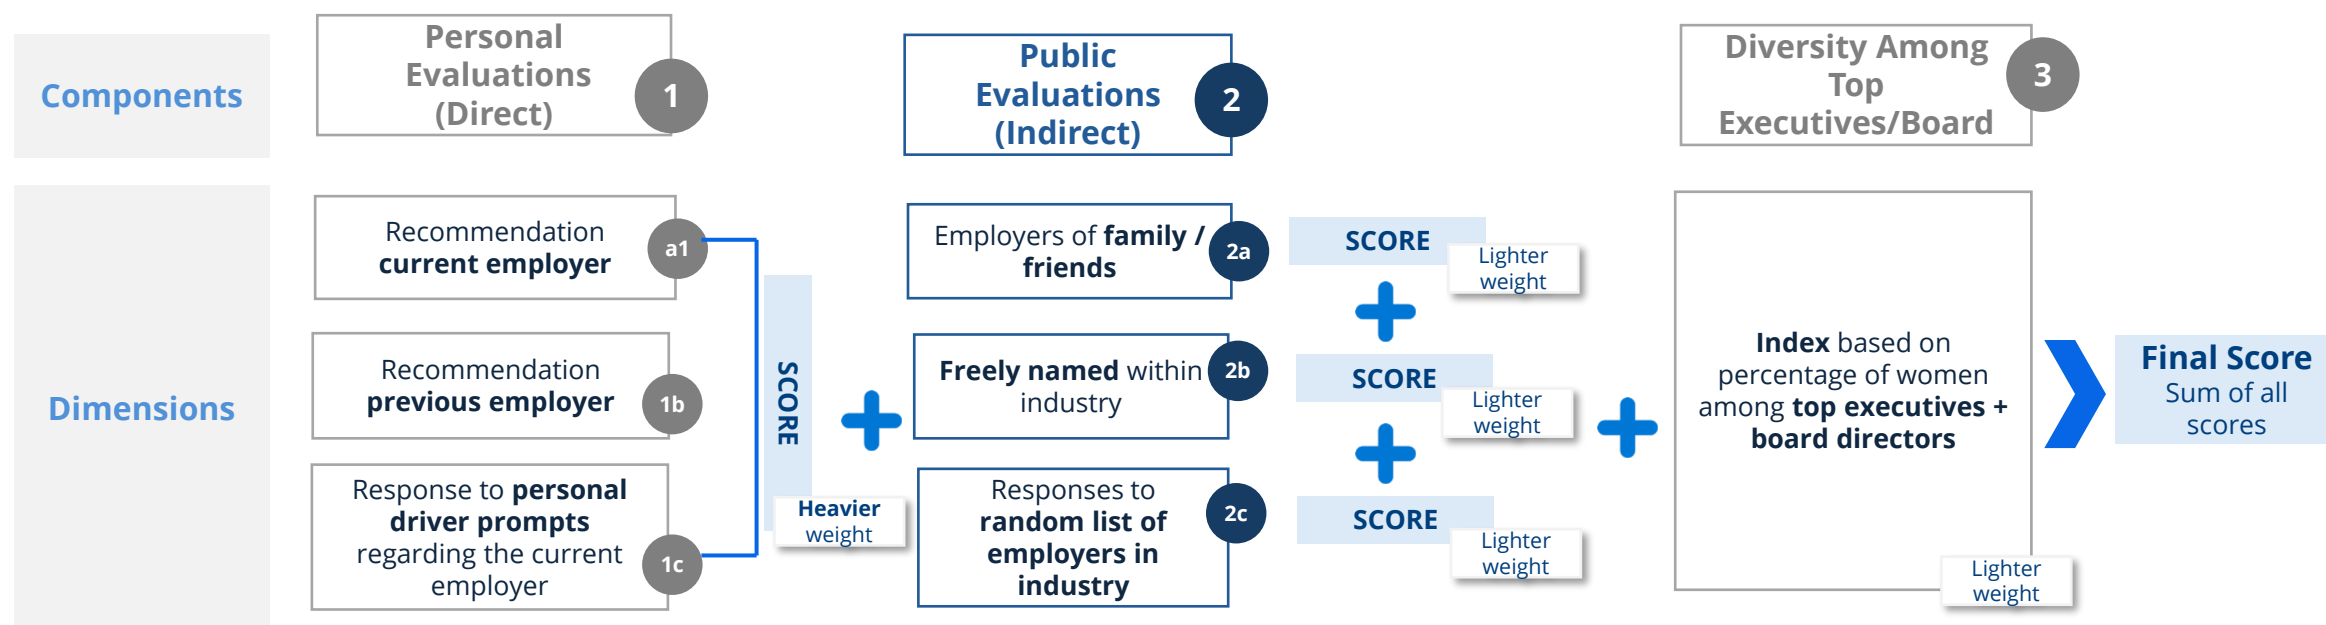 Components
Personal
Evaluations
(Direct)
1
Public
Evaluations
(Indirect)
2
Diversity Among
Top
Executives/Board
3
Dimensions
Recommendation
current employer
a1
Recommendation
previous employer
1b
Response to personal
driver prompts
regarding the current
employer
1c
SCORE
Heavier
weight
Employers of family /
friends
2a
SCORE
Lighter
weight
Freely named within
industry
2b
SCORE
Lighter
weight
Responses to
random list of
employers in
industry
2c
SCORE
Lighter
weight
Index based on
percentage of women
among top executives +
board directors
Lighter
weight
Final Score
Sum of all
scores